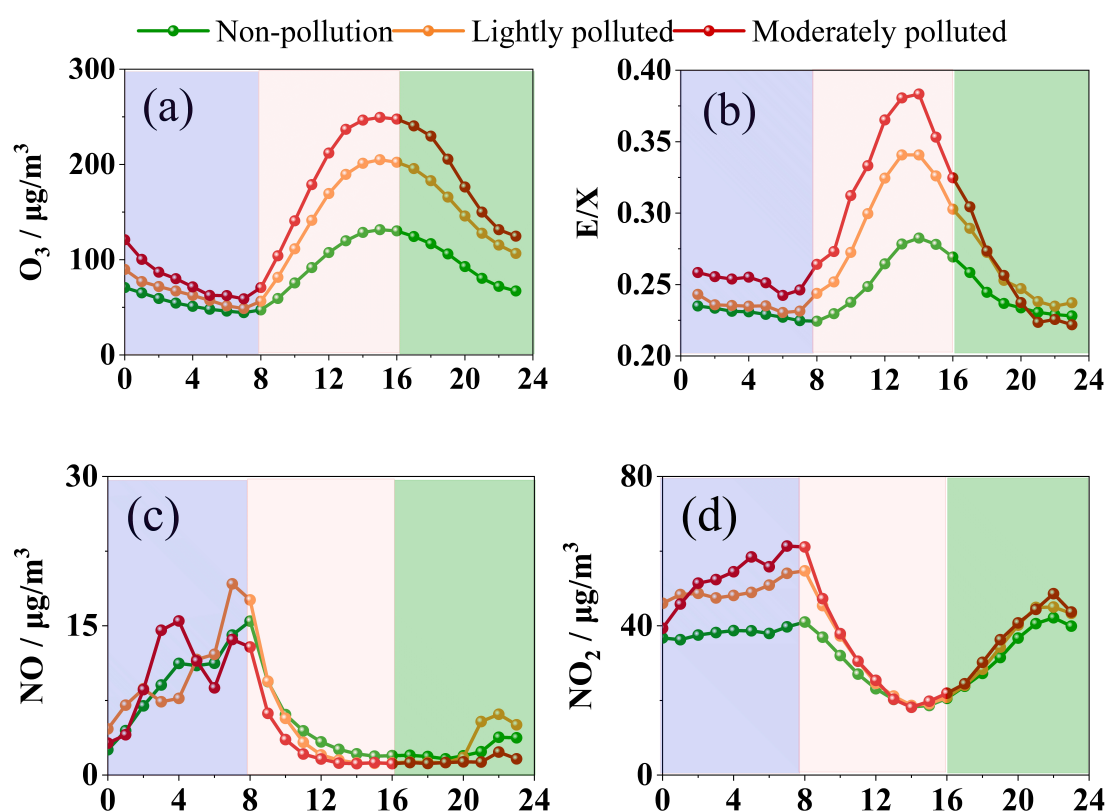 Non-pollution Lightly polluted Moderately polluted
(a)
O₃ / μg/m³
300
200
100
0
0 4 8 12 16 20 24
(b)
E/X
0.40
0.35
0.30
0.25
0.20
0 4 8 12 16 20 24
(c)
NO / μg/m³
30
15
0
0 4 8 12 16 20 24
(d)
NO₂ / μg/m³
80
40
0
0 4 8 12 16 20 24